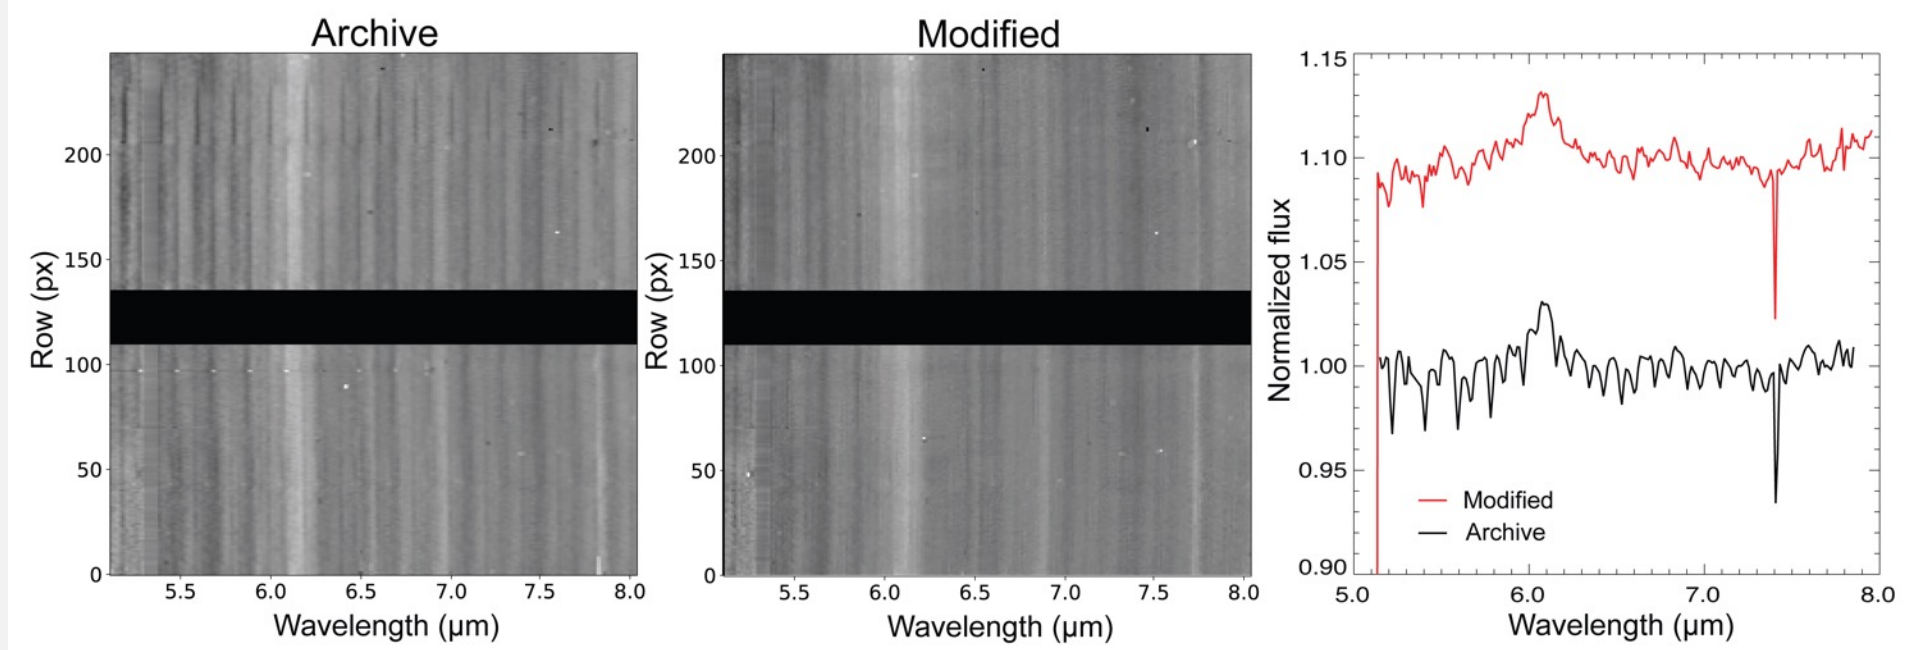 Archive
Row (px)
200
150
100
50
0
5.5 6.0 6.5 7.0 7.5 8.0
Wavelength (μm)
Modified
Row (px)
200
150
100
50
0
5.5 6.0 6.5 7.0 7.5 8.0
Wavelength (μm)
Normalized flux
1.15
1.10
1.05
1.00
0.95
0.90
Modified
Archive
5.0 6.0 7.0 8.0
Wavelength (μm)